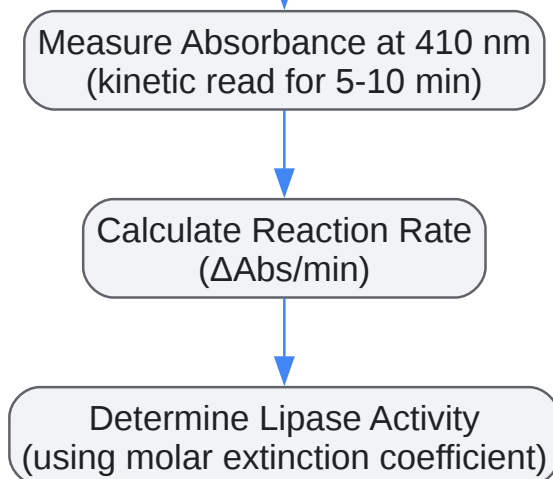 Measure Absorbance at 410 nm
(kinetic read for 5-10 min)
Calculate Reaction Rate
(ΔAbs/min)
Determine Lipase Activity
(using molar extinction coefficient)